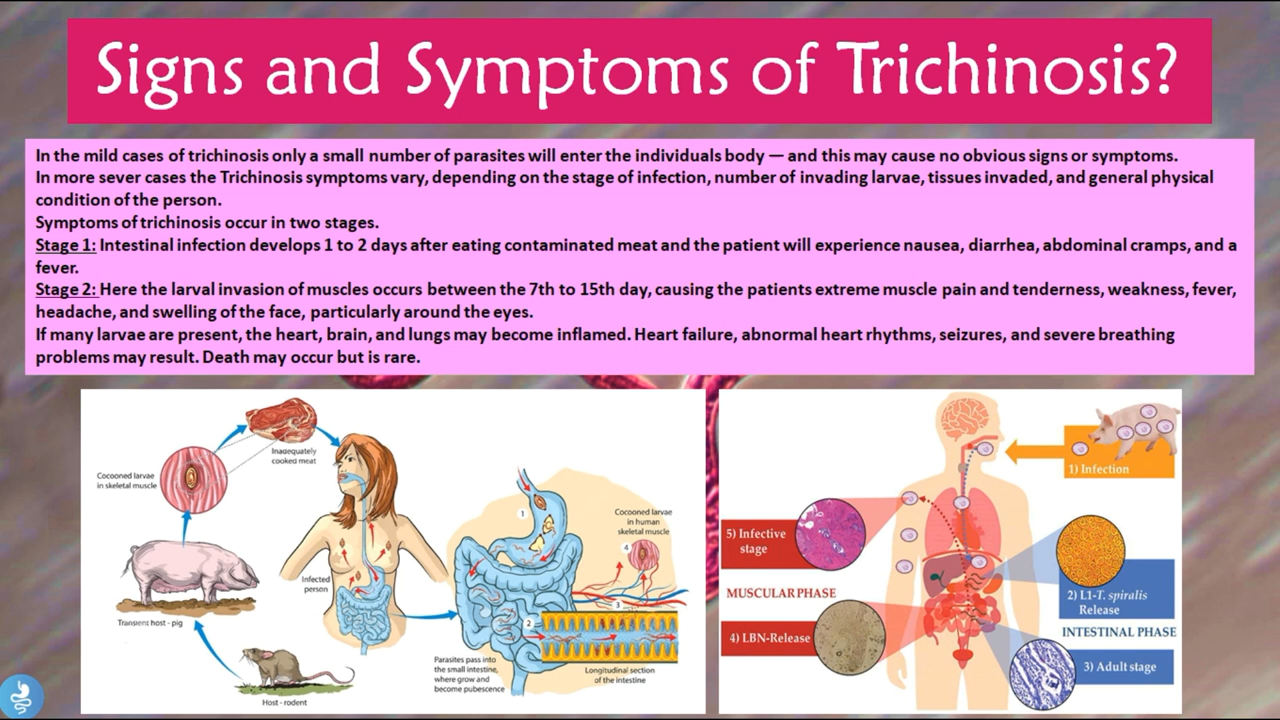 Signs and Symptoms of Trichinosis?
In the mild cases of trichinosis only a small number of parasites will enter the individuals body — and this may cause no obvious signs or symptoms.
In more sever cases the Trichinosis symptoms vary, depending on the stage of infection, number of invading larvae, tissues invaded, and general physical
condition of the person.
Symptoms of trichinosis occur in two stages.
Stage 1: Intestinal infection develops 1 to 2 days after eating contaminated meat and the patient will experience nausea, diarrhea, abdominal cramps, and a
fever.
Stage 2: Here the larval invasion of muscles occurs between the 7th to 15th day, causing the patients extreme muscle pain and tenderness, weakness, fever,
headache, and swelling of the face, particularly around the eyes.
If many larvae are present, the heart, brain, and lungs may become inflamed. Heart failure, abnormal heart rhythms, seizures, and severe breathing
problems may result. Death may occur but is rare.
Inadequately
cooked meat
Cocooned larvae
in skeletal muscle
Infected
person
Transient host - pig
Host - rodent
1
Cocooned larvae
in human
skeletal muscle
4
3
2
Parasites pass into
the small intestine,
where grow and
become pubescence
Longitudinal section
of the intestine
1) Infection
5) Infective
stage
MUSCULAR PHASE
4) LBN-Release
2) L1-T. spiralis
Release
INTESTINAL PHASE
3) Adult stage